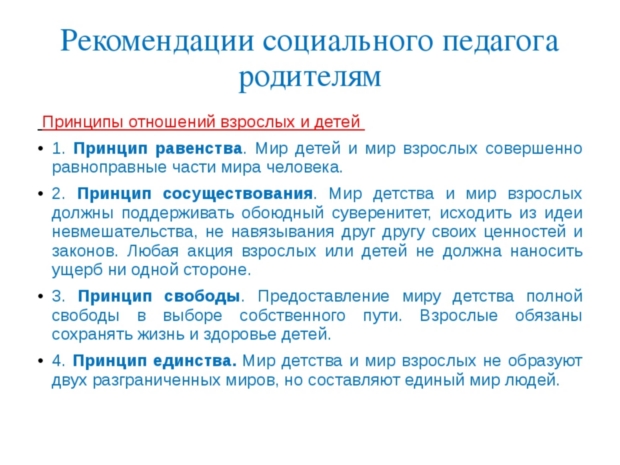 Рекомендации социального педагога
родителям
Принципы отношений взрослых и детей
• 1. Принцип равенства. Мир детей и мир взрослых совершенно
равноправные части мира человека.
• 2. Принцип сосуществования. Мир детства и мир взрослых
должны поддерживать обоюдный суверенитет, исходить из идеи
невмешательства, не навязывания друг другу своих ценностей и
законов. Любая акция взрослых или детей не должна наносить
ущерб ни одной стороне.
• 3. Принцип свободы. Предоставление миру детства полной
свободы в выборе собственного пути. Взрослые обязаны
сохранять жизнь и здоровье детей.
• 4. Принцип единства. Мир детства и мир взрослых не образуют
двух разграниченных миров, но составляют единый мир людей.